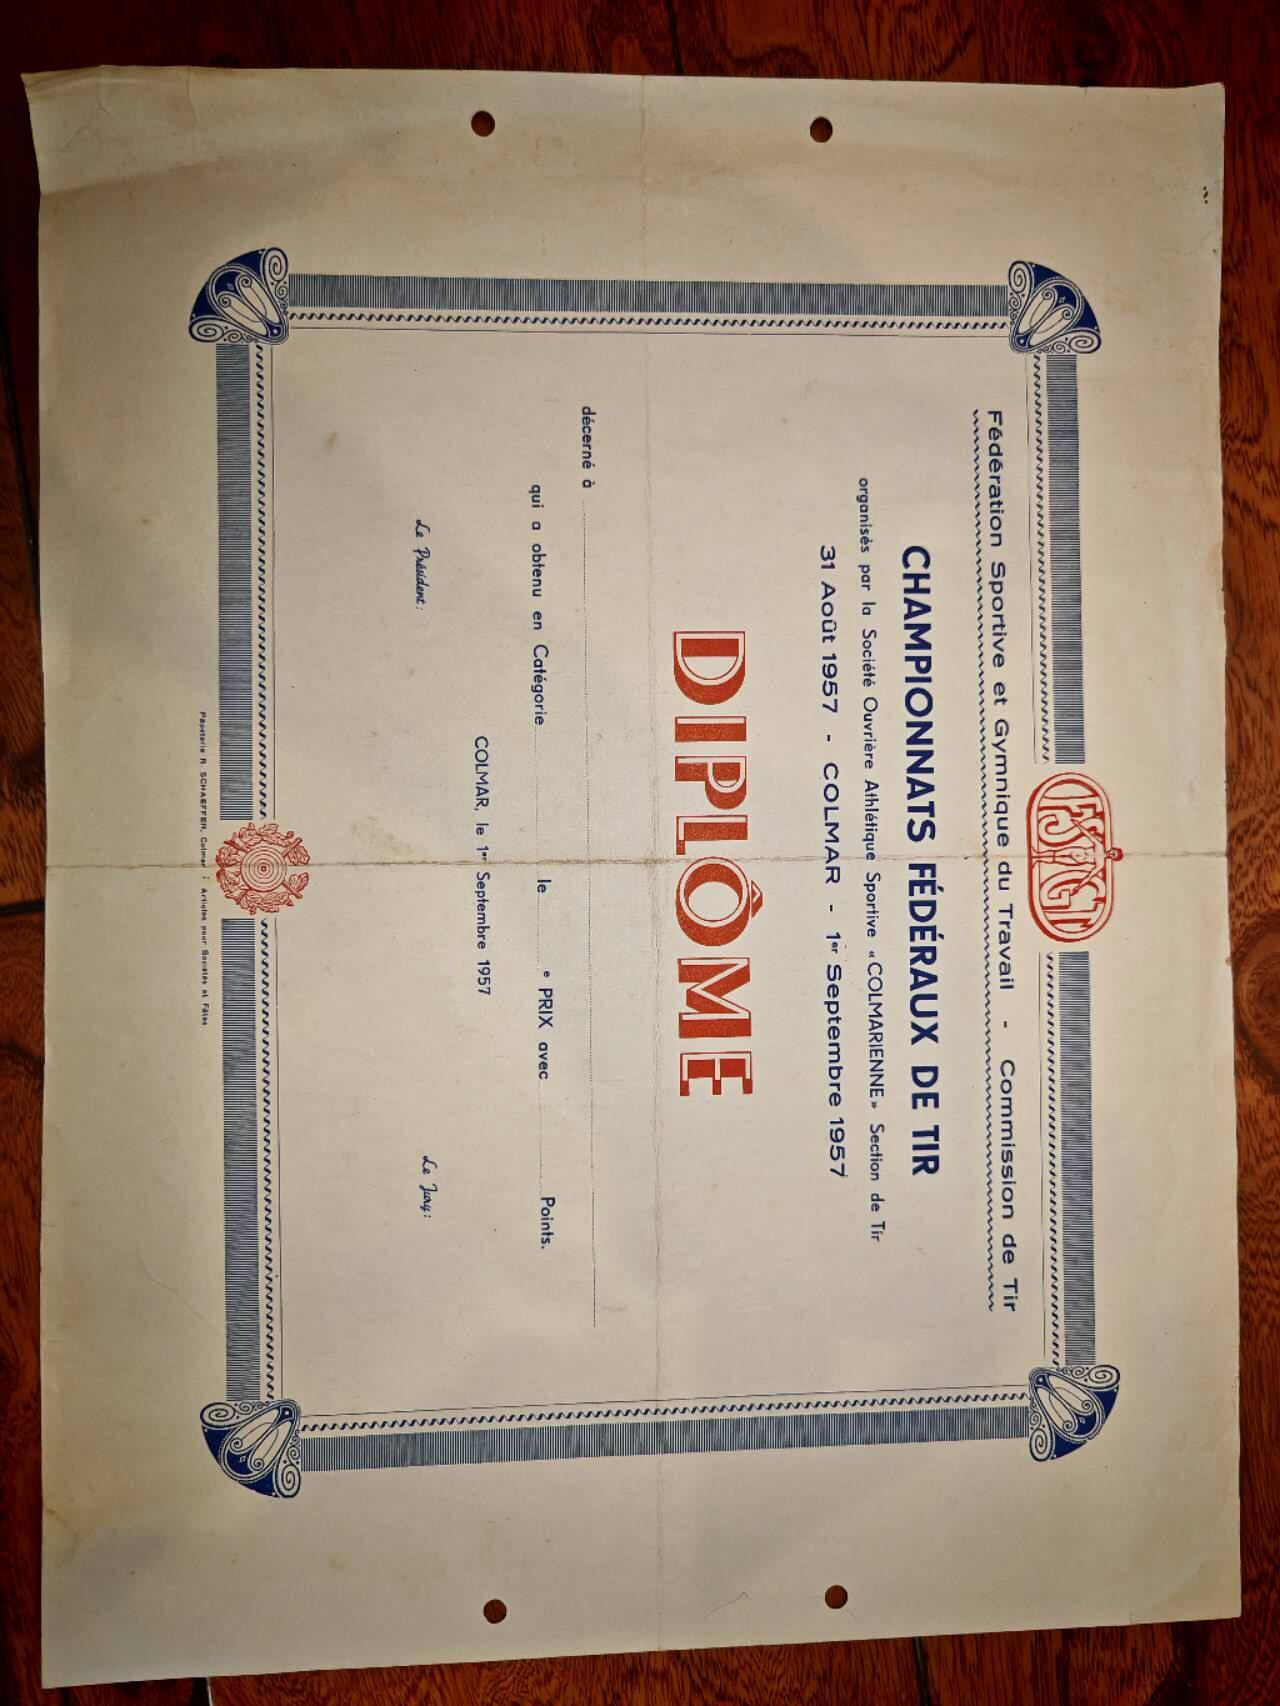 FSGT
Fédération Sportive et Gymnique du Travail - Commission de Tir
CHAMPIONNATS FÉDÉRAUX DE TIR
organisés par la Société Ouvrière Athlétique Sportive « COLMARIENNE » Section de Tir
31 Août 1957 - COLMAR - 1er Septembre 1957
DIPLÔME
décerné à
qui a obtenu en Catégorie le e PRIX avec Points.
COLMAR, le 1er Septembre 1957
Le Président: Le Jury:
Papeterie R. SCHAEFFER, Colmar : Articles pour Sociétés et Fêtes